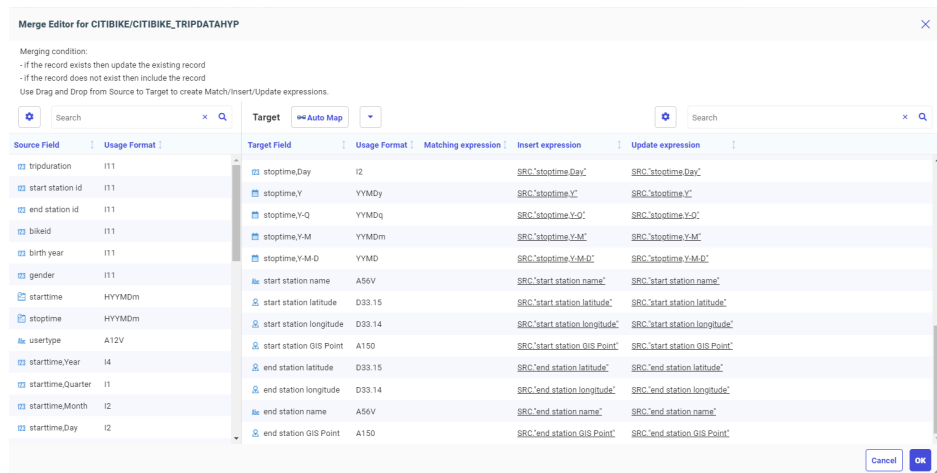 Merge Editor for CITIBIKE/CITIBIKE_TRIPDATAHYP
Merging condition:
- if the record exists then update the existing record
- if the record does not exist then include the record
Use Drag and Drop from Source to Target to create Match/Insert/Update expressions.
Search
Target Auto Map Search
Source Field Usage Format
tripduration I11
start station id I11
end station id I11
bikeid I11
birth year I11
gender I11
starttime HYYMDm
stoptime HYYMDm
usertype A12V
starttime,Year I4
starttime,Quarter I1
starttime,Month I2
starttime,Day I2
Target Field Usage Format Matching expression Insert expression Update expression
stoptime,Day I2 SRC."stoptime,Day" SRC."stoptime,Day"
stoptime,Y YYMDy SRC."stoptime,Y" SRC."stoptime,Y"
stoptime,Y-Q YYMDq SRC."stoptime,Y-Q" SRC."stoptime,Y-Q"
stoptime,Y-M YYMDm SRC."stoptime,Y-M" SRC."stoptime,Y-M"
stoptime,Y-M-D YYMD SRC."stoptime,Y-M-D" SRC."stoptime,Y-M-D"
start station name A56V SRC."start station name" SRC."start station name"
start station latitude D33.15 SRC."start station latitude" SRC."start station latitude"
start station longitude D33.14 SRC."start station longitude" SRC."start station longitude"
start station GIS Point A150 SRC."start station GIS Point" SRC."start station GIS Point"
end station latitude D33.15 SRC."end station latitude" SRC."end station latitude"
end station longitude D33.14 SRC."end station longitude" SRC."end station longitude"
end station name A56V SRC."end station name" SRC."end station name"
end station GIS Point A150 SRC."end station GIS Point" SRC."end station GIS Point"
Cancel OK